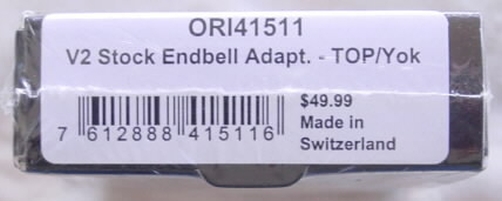 ORI41511
V2 Stock Endbell Adapt. - TOP/Yok
$49.99
Made in
Switzerland
7 612888 415116